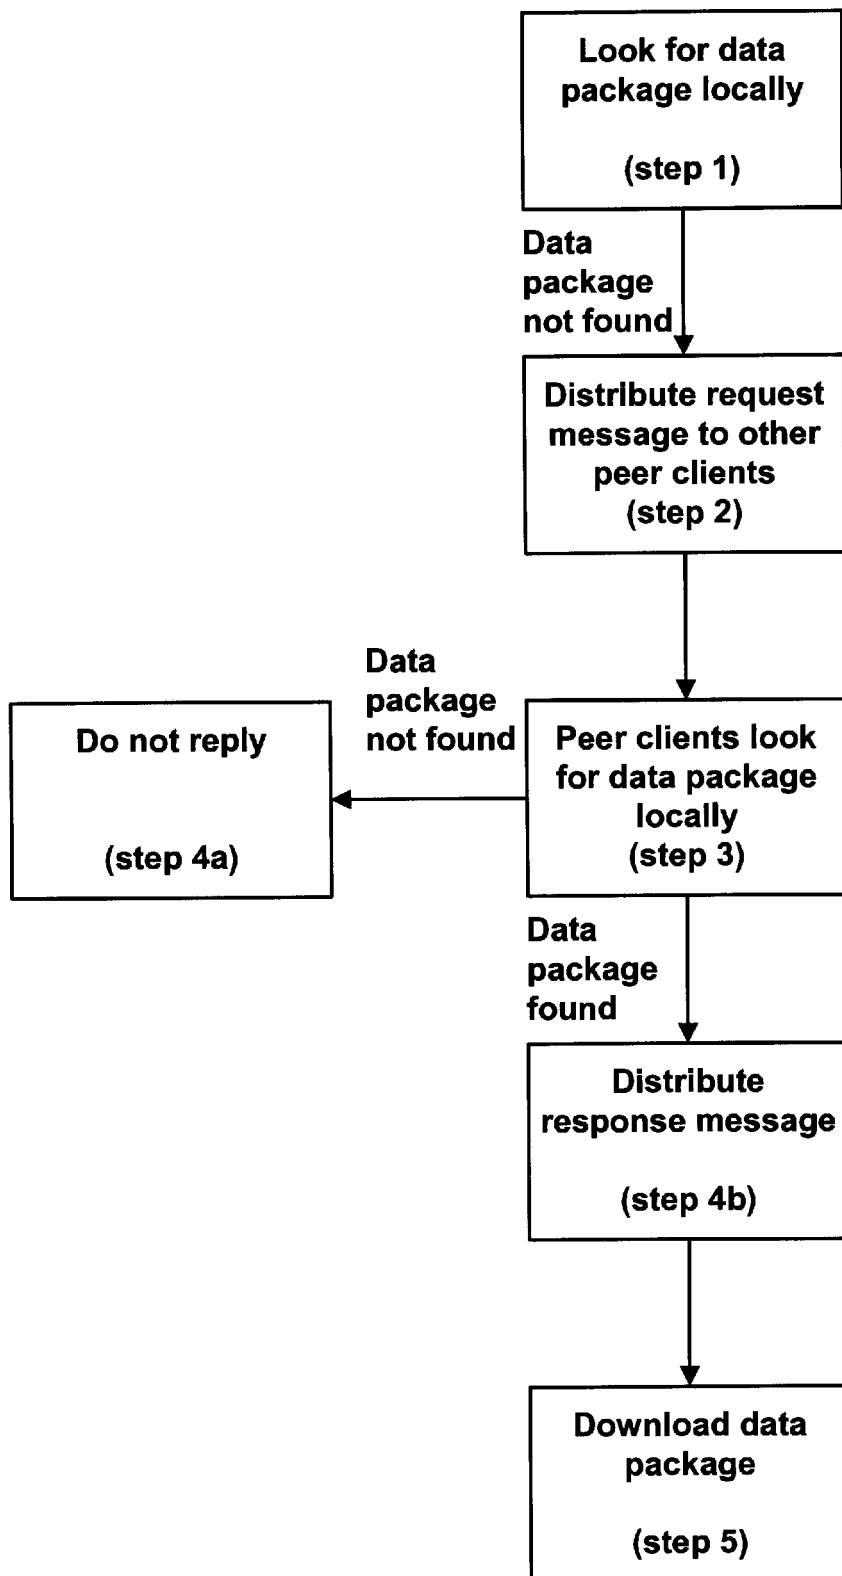 Look for data
package locally
(step 1)
Data
package
not found
Distribute request
message to other
peer clients
(step 2)
Data
package
not found
Do not reply
(step 4a)
Peer clients look
for data package
locally
(step 3)
Data
package
found
Distribute
response message
(step 4b)
Download data
package
(step 5)